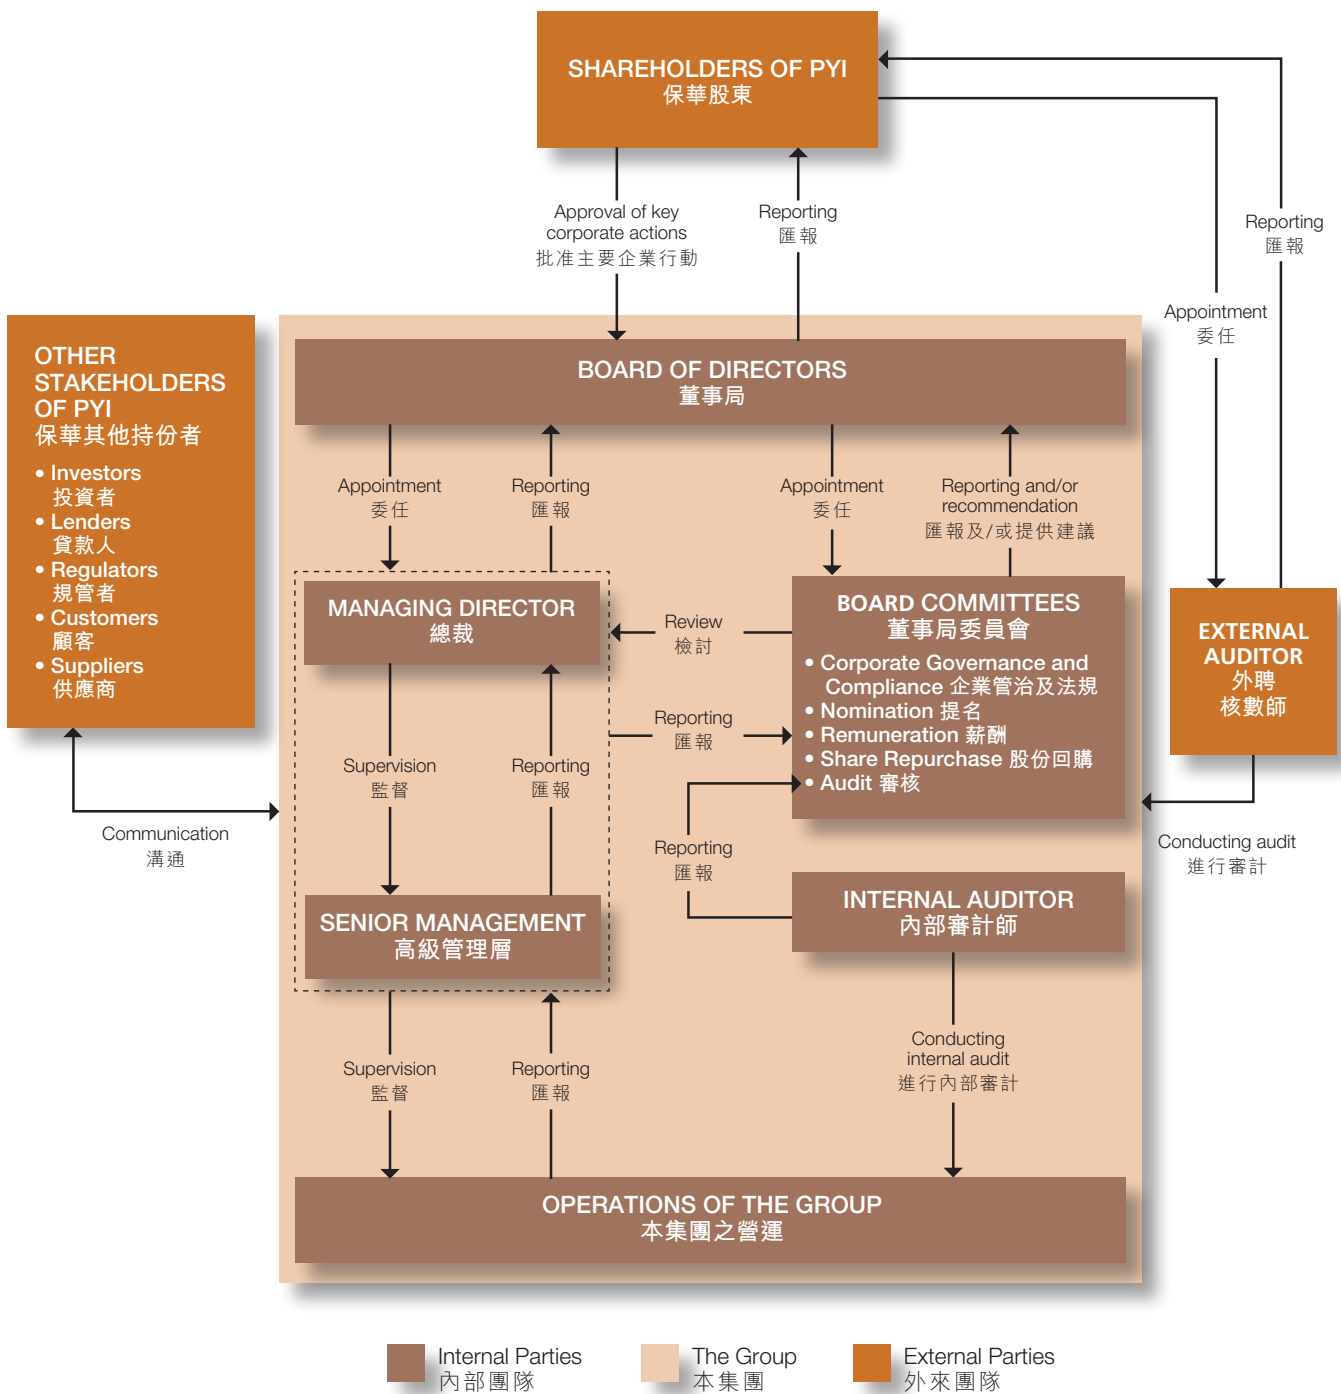 SHAREHOLDERS OF PYI
保華股東
Approval of key
corporate actions
批准主要企業行動
Reporting
匯報
Reporting
匯報
Appointment
委任
OTHER
STAKEHOLDERS
OF PYI
保華其他持份者
• Investors
投資者
• Lenders
貸款人
• Regulators
規管者
• Customers
顧客
• Suppliers
供應商
BOARD OF DIRECTORS
董事局
Appointment
委任
Reporting
匯報
Appointment
委任
Reporting and/or
recommendation
匯報及/或提供建議
MANAGING DIRECTOR
總裁
Review
檢討
BOARD COMMITTEES
董事局委員會
• Corporate Governance and
Compliance 企業管治及法規
• Nomination 提名
• Remuneration 薪酬
• Share Repurchase 股份回購
• Audit 審核
EXTERNAL
AUDITOR
外聘
核數師
Reporting
匯報
Supervision
監督
Reporting
匯報
Communication
溝通
Reporting
匯報
Conducting audit
進行審計
SENIOR MANAGEMENT
高級管理層
INTERNAL AUDITOR
內部審計師
Supervision
監督
Reporting
匯報
Conducting
internal audit
進行內部審計
OPERATIONS OF THE GROUP
本集團之營運
Internal Parties
內部團隊
The Group
本集團
External Parties
外來團隊